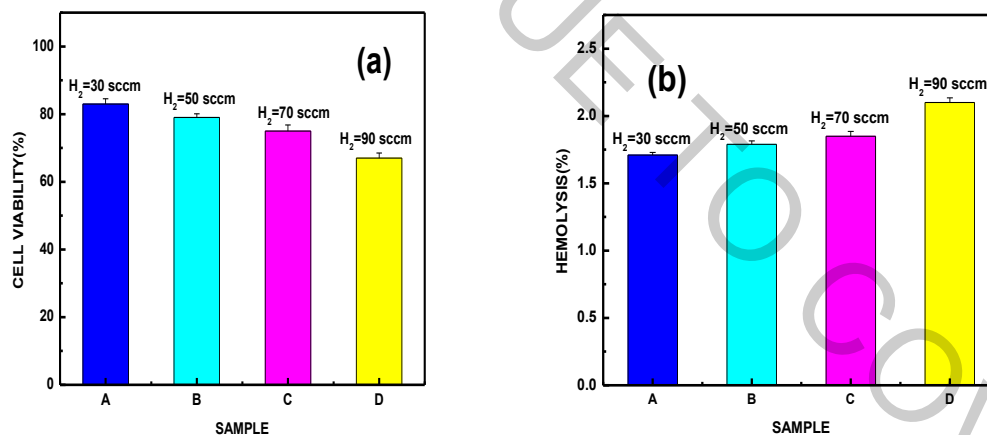 (a)
100
80
60
40
20
0
CELL VIABILITY(%)
H₂=30 sccm
H₂=50 sccm
H₂=70 sccm
H₂=90 sccm
A B C D
SAMPLE
(b)
2.5
2.0
1.5
1.0
0.5
0.0
HEMOLYSIS(%)
H₂=30 sccm
H₂=50 sccm
H₂=70 sccm
H₂=90 sccm
A B C D
SAMPLE